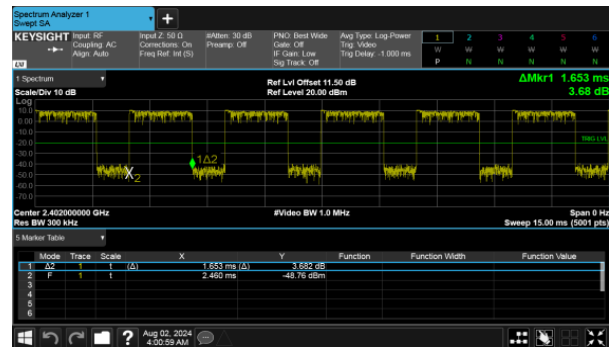 Spectrum Analyzer 1
Swept SA
+
KEYSIGHT Input: RF Input Z: 50 Ω #Atten: 30 dB PNO: Best Wide Avg Type: Log-Power 1 2 3 4 5 6
Coupling: AC Corrections: On Preamp: Off Gate: Off Trig: Video W W W W W W
Align: Auto Freq Ref: Int (S) IF Gain: Low Trig Delay: -1.000 ms P N N N N N
Sig Track: Off
LVI
1 Spectrum
Scale/Div 10 dB
Ref Lvl Offset 11.50 dB
Ref Level 20.00 dBm
ΔMkr1 1.653 ms
3.68 dB
Log
10.0
0.00
-10.0
-20.0
-30.0
-40.0
-50.0
-60.0
-70.0
TRIG LVL
1Δ2
X2
Center 2.402000000 GHz #Video BW 1.0 MHz Span 0 Hz
Res BW 300 kHz Sweep 15.00 ms (5001 pts)
5 Marker Table
Mode Trace Scale X Y Function Function Width Function Value
1 Δ2 1 t (Δ) 1.653 ms (Δ) 3.682 dB
2 F 1 t 2.460 ms -48.76 dBm
3
4
5
6
?
Aug 02, 2024
4:00:59 AM